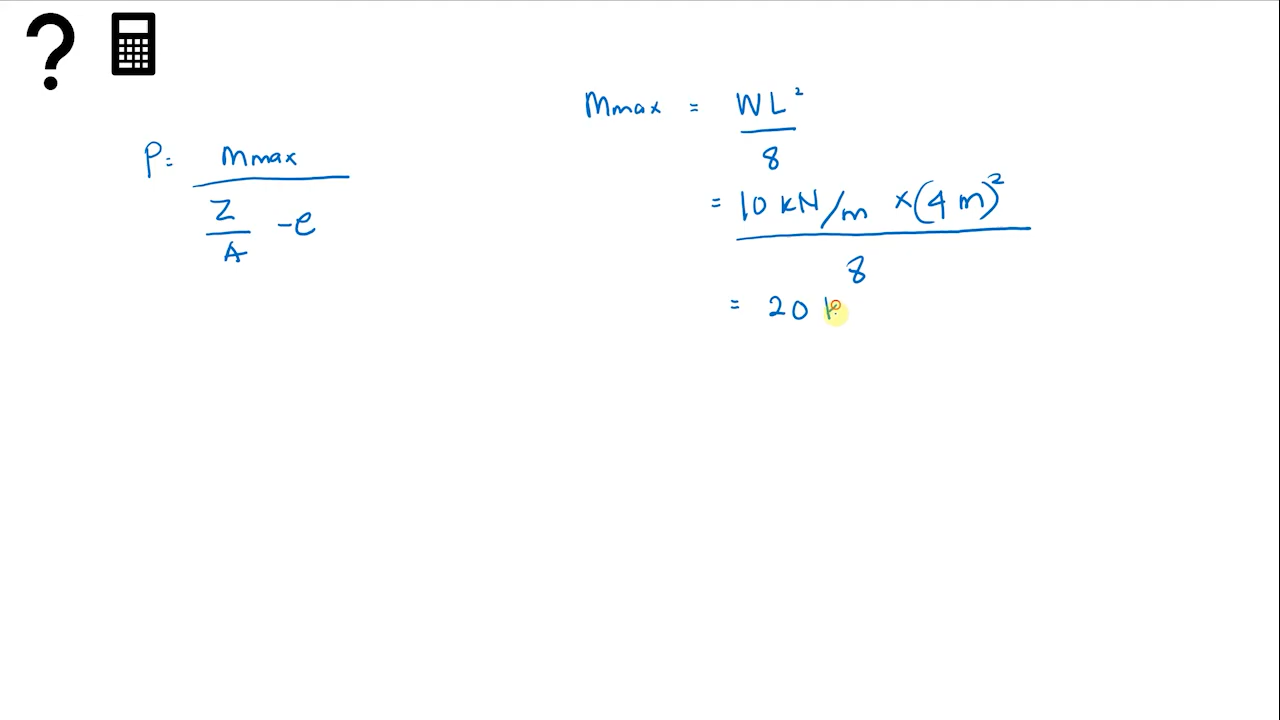 ?
Mmax = WL²
8
P = Mmax
Z
A
-e
= 10 kN/m ×(4 m)²
8
= 20 k